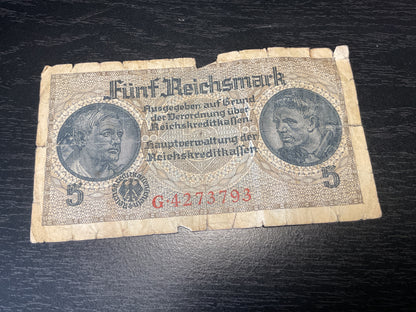 Fünf Reichsmark
Ausgegeben auf Grund
der Verordnung über
Reichskreditkassen.
Hauptverwaltung der
Reichskreditkassen
5
5
G·4273793